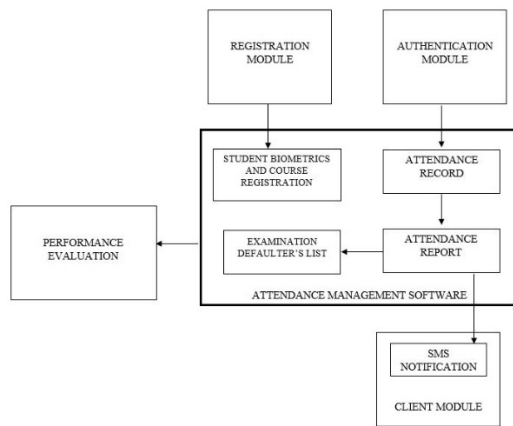 REGISTRATION
MODULE
AUTHENTICATION
MODULE
STUDENT BIOMETRICS
AND COURSE
REGISTRATION
ATTENDANCE
RECORD
PERFORMANCE
EVALUATION
EXAMINATION
DEFAULTER'S LIST
ATTENDANCE
REPORT
ATTENDANCE MANAGEMENT SOFTWARE
SMS
NOTIFICATION
CLIENT MODULE